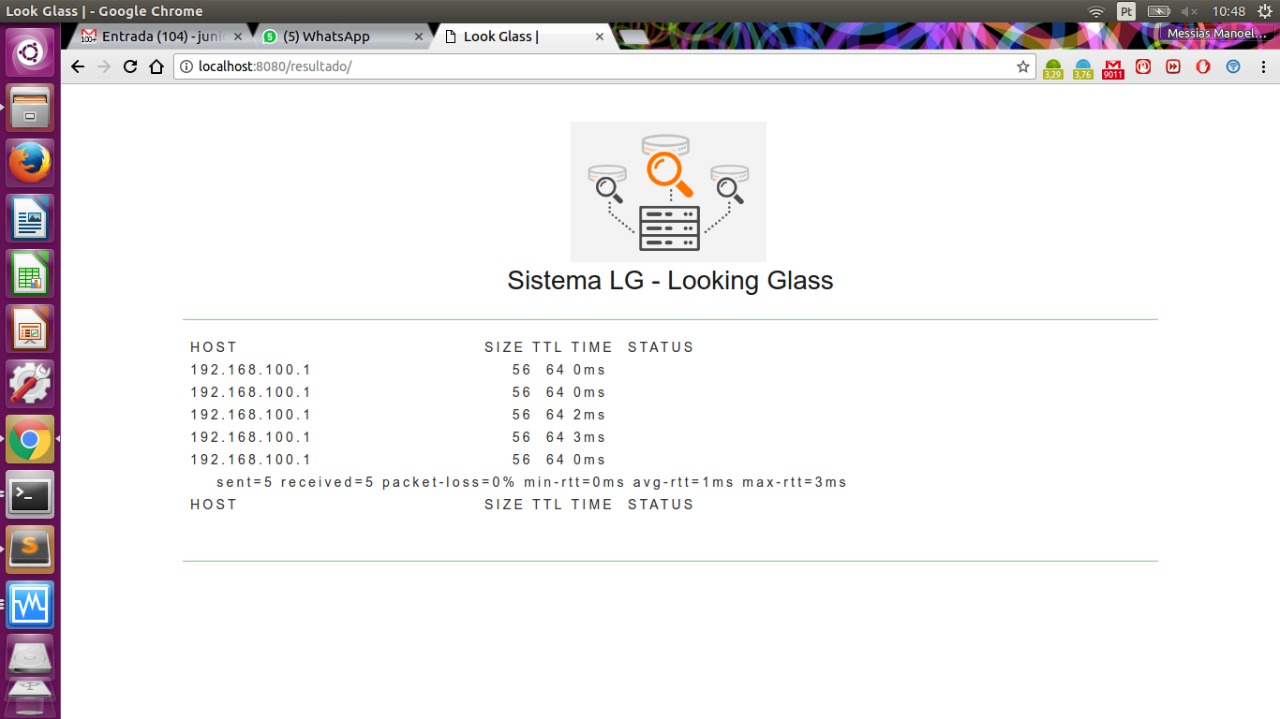 Look Glass | - Google Chrome
Pt
10:48
Entrada (104) - juni
(5) WhatsApp
Look Glass |
Messias Manoel...
localhost:8080/resultado/
3,29
3,76
9011
Sistema LG - Looking Glass
HOST SIZE TTL TIME STATUS
192.168.100.1 56 64 0ms
192.168.100.1 56 64 0ms
192.168.100.1 56 64 2ms
192.168.100.1 56 64 3ms
192.168.100.1 56 64 0ms
sent=5 received=5 packet-loss=0% min-rtt=0ms avg-rtt=1ms max-rtt=3ms
HOST SIZE TTL TIME STATUS